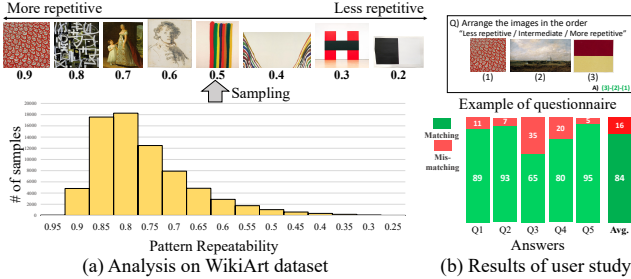 More repetitive
Less repetitive
0.9 0.8 0.7 0.6 0.5 0.4 0.3 0.2
Sampling
# of samples
20000
18000
16000
14000
12000
10000
8000
6000
4000
2000
0
0.95 0.9 0.85 0.8 0.75 0.7 0.65 0.6 0.55 0.5 0.45 0.4 0.35 0.3 0.25
Pattern Repeatability
(a) Analysis on WikiArt dataset
Q) Arrange the images in the order
"Less repetitive / Intermediate / More repetitive"
(1) (2) (3)
A) (3)-(2)-(1)
Example of questionnaire
Matching
Mis-
matching
11 7 35 20 5 16
89 93 65 80 95 84
Q1 Q2 Q3 Q4 Q5 Avg.
Answers
(b) Results of user study